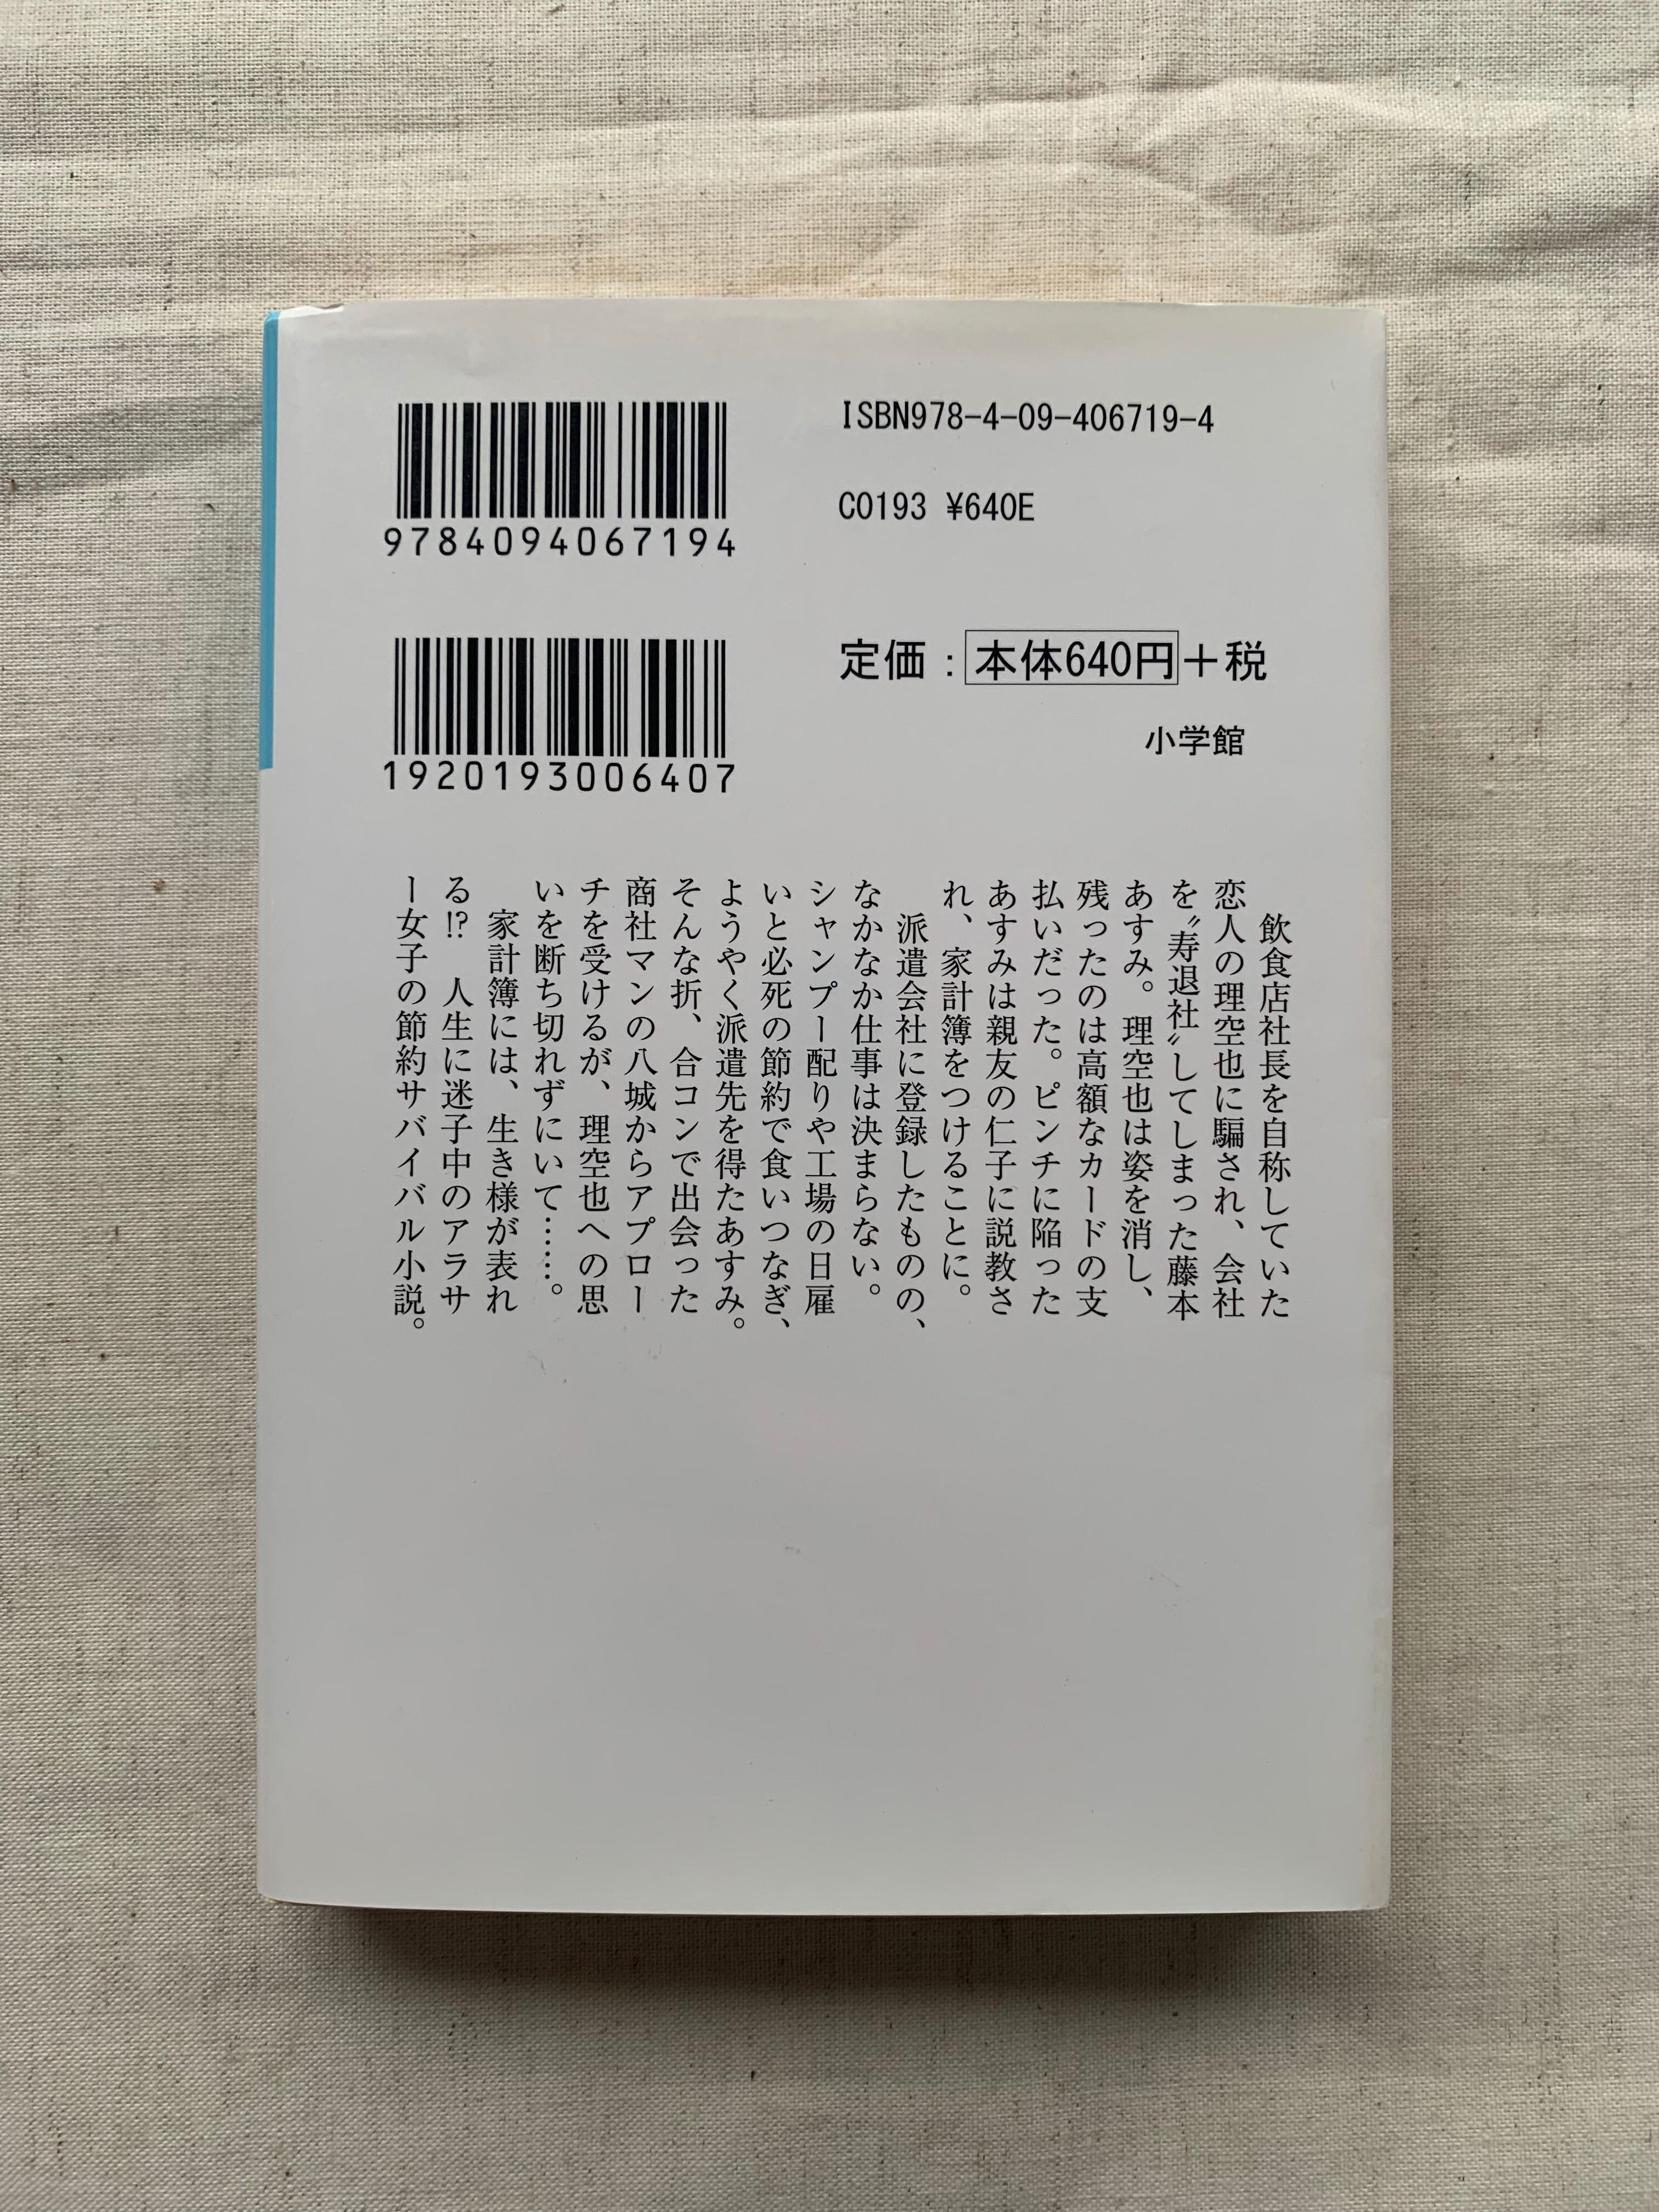 9784094067194
ISBN978-4-09-406719-4
C0193 ¥640E
1920193006407
定価：本体640円＋税
小学館
飲食店社長を自称していた
恋人の理空也に騙され、会社
を〝寿退社〟してしまった藤本
あすみ。理空也は姿を消し、
残ったのは高額なカードの支
払いだった。ピンチに陥った
あすみは親友の仁子に説教さ
れ、家計簿をつけることに。
派遣会社に登録したものの、
なかなか仕事は決まらない。
シャンプー配りや工場の日雇
いと必死の節約で食いつなぎ、
ようやく派遣先を得たあすみ。
そんな折、合コンで出会った
商社マンの八城からアプロー
チを受けるが、理空也への思
いを断ち切れずにいて……。
家計簿には、生き様が表れ
る!?　人生に迷子中のアラサ
ー女子の節約サバイバル小説。